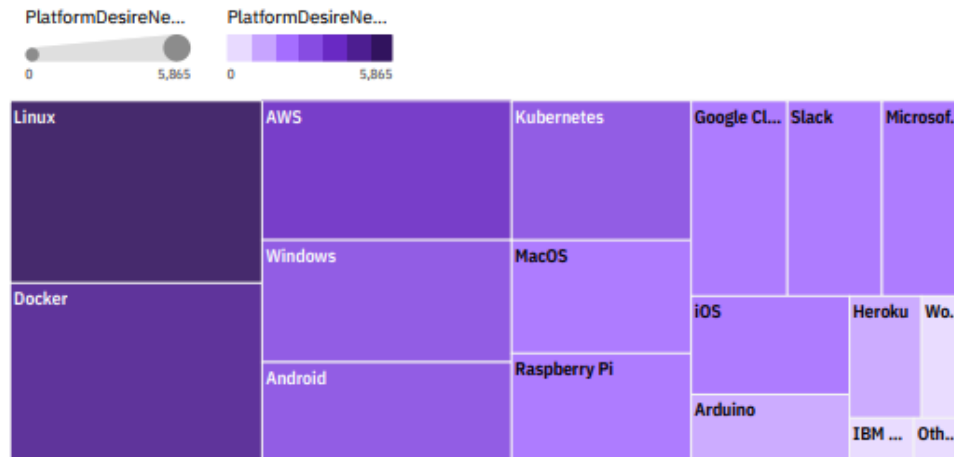 PlatformDesireNe... PlatformDesireNe...
0 5,865 0 5,865
Linux AWS Kubernetes Google Cl... Slack Microsof.
Windows MacOS
Docker iOS Heroku Wo.
Android Raspberry Pi
Arduino
IBM ... Oth...